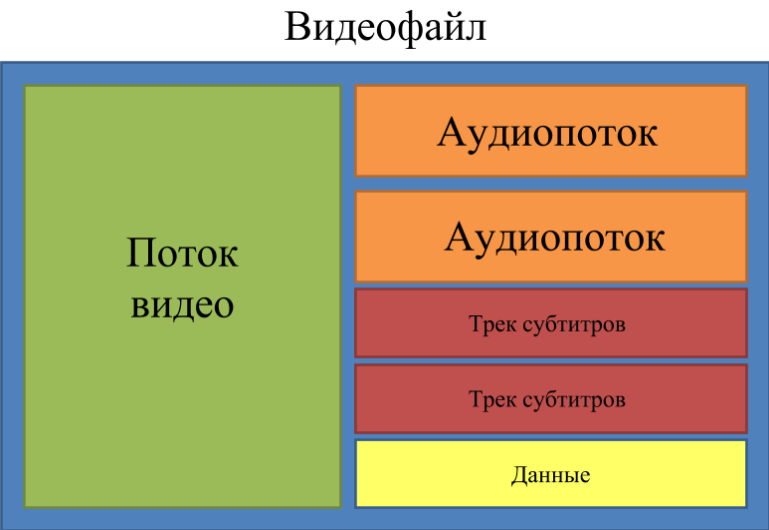 Видеофайл
Поток
видео
Аудиопоток
Аудиопоток
Трек субтитров
Трек субтитров
Данные